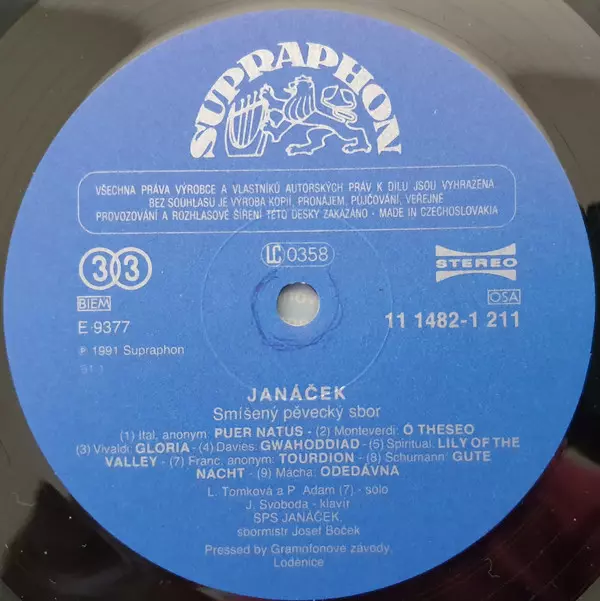 SUPRAPHON
VŠECHNA PRÁVA VÝROBCE A VLASTNÍKŮ AUTORSKÝCH PRÁV K DÍLU JSOU VYHRAZENA
BEZ SOUHLASU JE VÝROBA KOPIÍ, PRONÁJEM, PŮJČOVÁNÍ, VEŘEJNÉ
PROVOZOVÁNÍ A ROZHLASOVÉ ŠÍŘENÍ TÉTO DESKY ZAKÁZÁNO - MADE IN CZECHOSLOVAKIA
33
LC 0358
STEREO
BIEM
OSA
E 9377
11 1482-1 211
℗ 1991 Supraphon
91 1
JANÁČEK
Smíšený pěvecký sbor
(1) Ital. anonym: PUER NATUS - (2) Monteverdi: Ó THESEO
(3) Vivaldi: GLORIA - (4) Davies: GWAHODDIAD - (5) Spirituál: LILY OF THE
VALLEY - (7) Franc. anonym: TOURDION - (8) Schumann: GUTE
NACHT - (9) Mácha: ODEDÁVNA
L. Tomková a P. Adam (7) - solo
J. Svoboda - klavír
SPS JANÁČEK,
sbormistr Josef Boček
Pressed by Gramofonové závody,
Loděnice